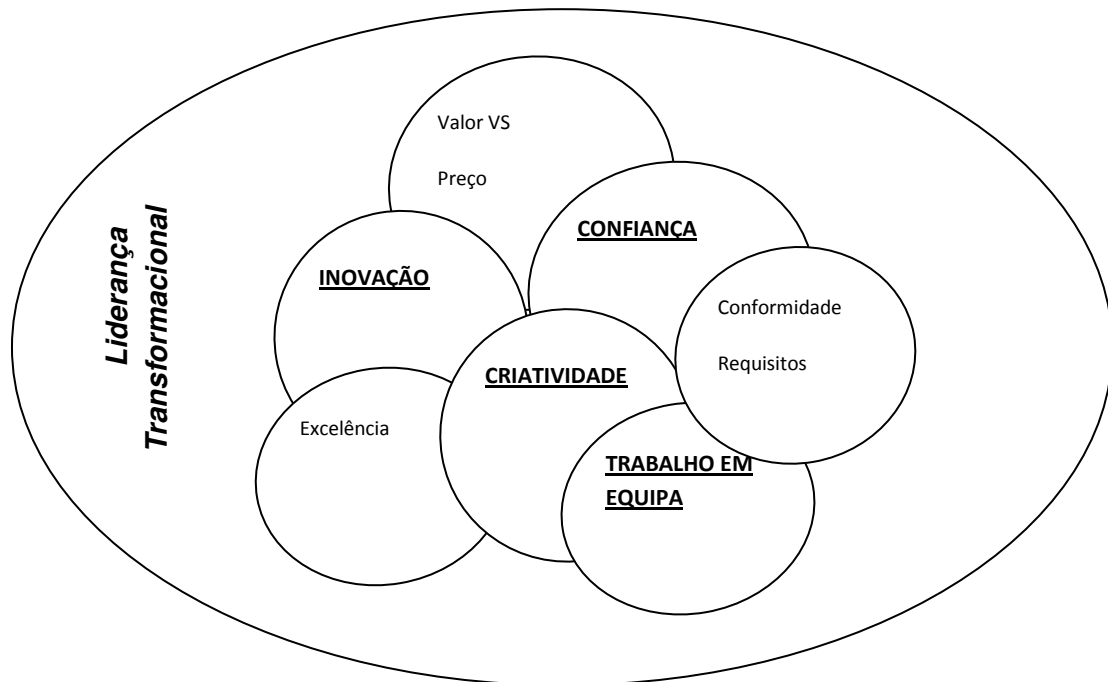 Liderança
Transformacional
Valor VS
Preço
CONFIANÇA
INOVAÇÃO
Conformidade
Requisitos
CRIATIVIDADE
Excelência
TRABALHO EM
EQUIPA